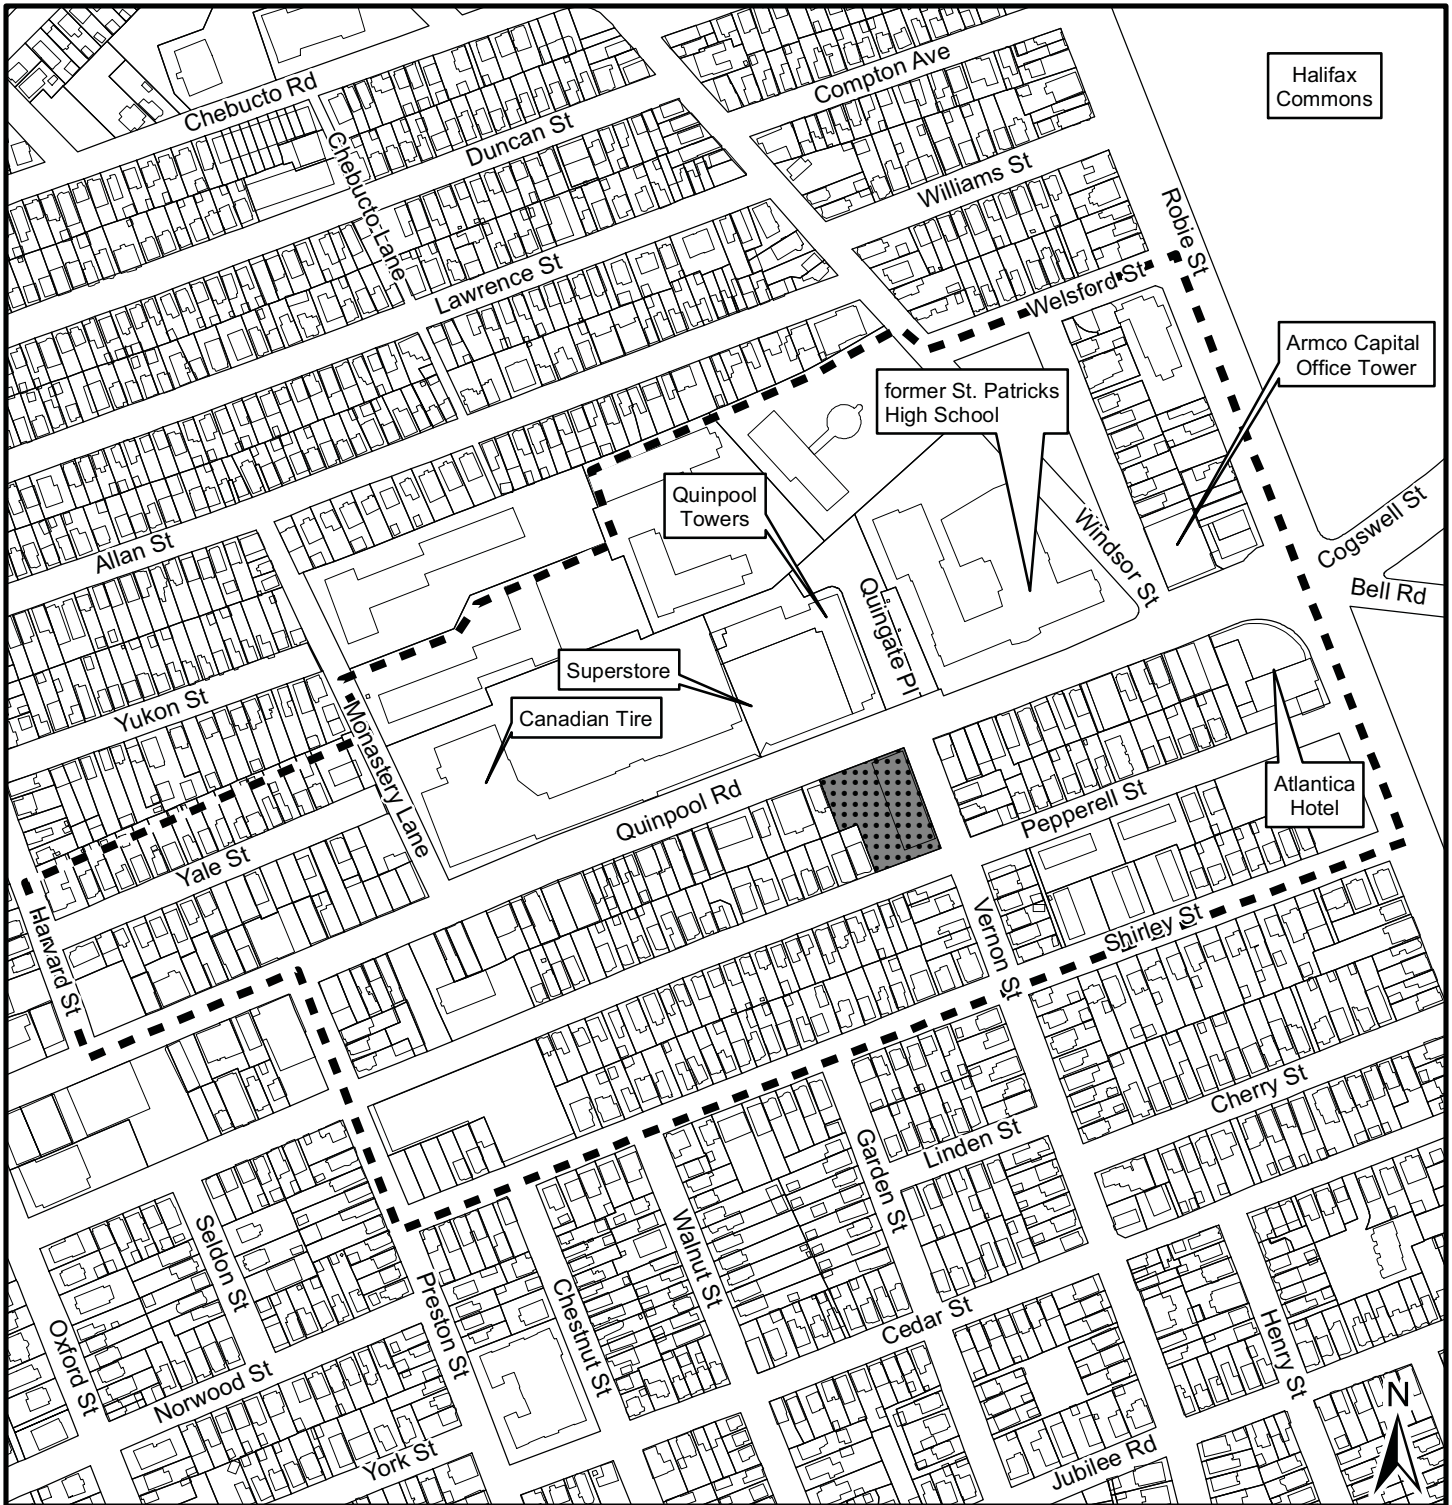 Halifax
Commons
Compton Ave
Chebucto Rd
Duncan St
Chebucto Lane
Williams St
Robie St
Lawrence St
Welsford St
Armco Capital
Office Tower
former St. Patricks
High School
Quinpool
Towers
Windsor St
Cogswell St
Allan St
Bell Rd
Quingate Pl
Superstore
Yukon St
Canadian Tire
Monastery Lane
Atlantica
Hotel
Quinpool Rd
Pepperell St
Yale St
Harvard St
Vernon St
Shirley St
Cherry St
Linden St
Garden St
Seldon St
Walnut St
Preston St
Chestnut St
Cedar St
Oxford St
Henry St
Norwood St
N
York St
Jubilee Rd